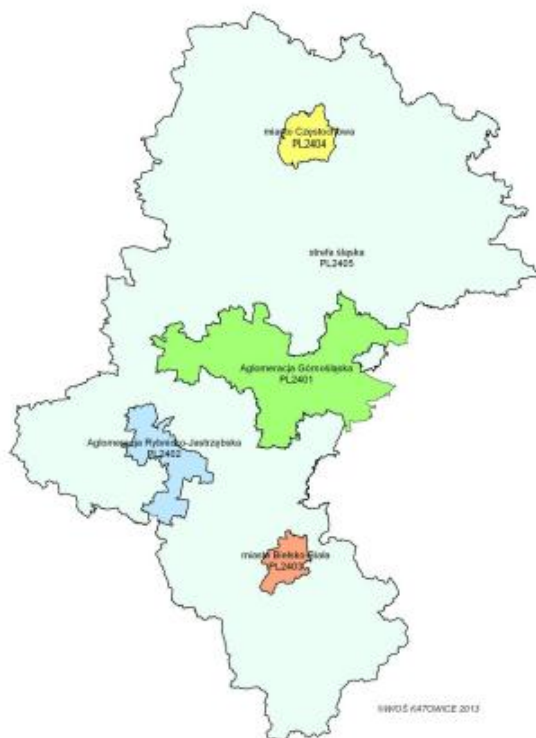 miasto Częstochowa
PL2404
strefa śląska
PL2405
Aglomeracja Górnośląska
PL2401
Aglomeracja Rybnicko-Jastrzębska
PL2402
miasto Bielsko-Biała
PL2403
WIOŚ KATOWICE 2013